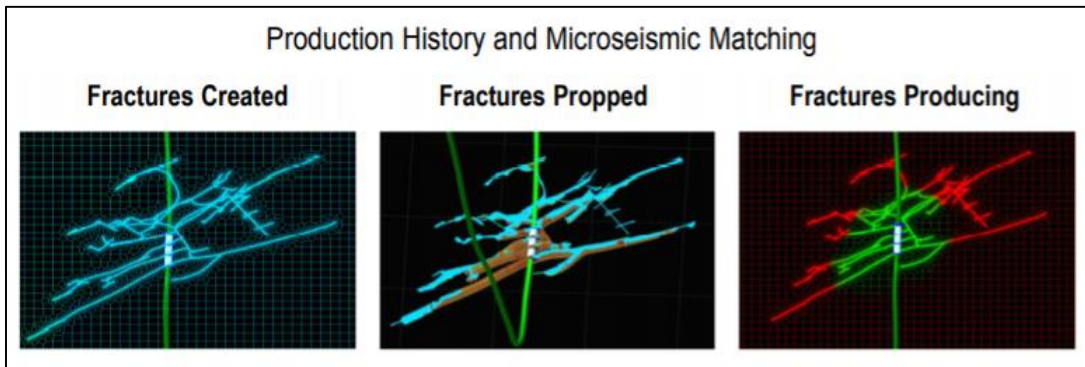 Production History and Microseismic Matching
Fractures Created
Fractures Propped
Fractures Producing